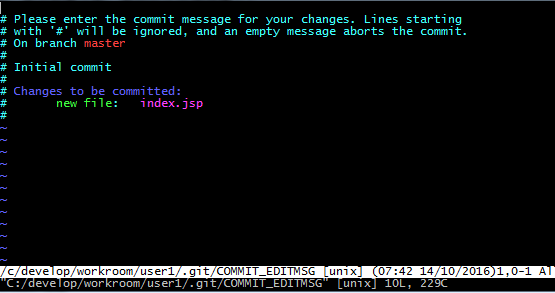 # Please enter the commit message for your changes. Lines starting
# with '#' will be ignored, and an empty message aborts the commit.
# On branch master
#
# Initial commit
#
# Changes to be committed:
#       new file:   index.jsp
#
~
~
~
~
~
~
~
~
~
~
~
~
/c/develop/workroom/user1/.git/COMMIT_EDITMSG [unix] (07:42 14/10/2016)1,0-1 Al
"C:/develop/workroom/user1/.git/COMMIT_EDITMSG" [unix] 10L, 229C